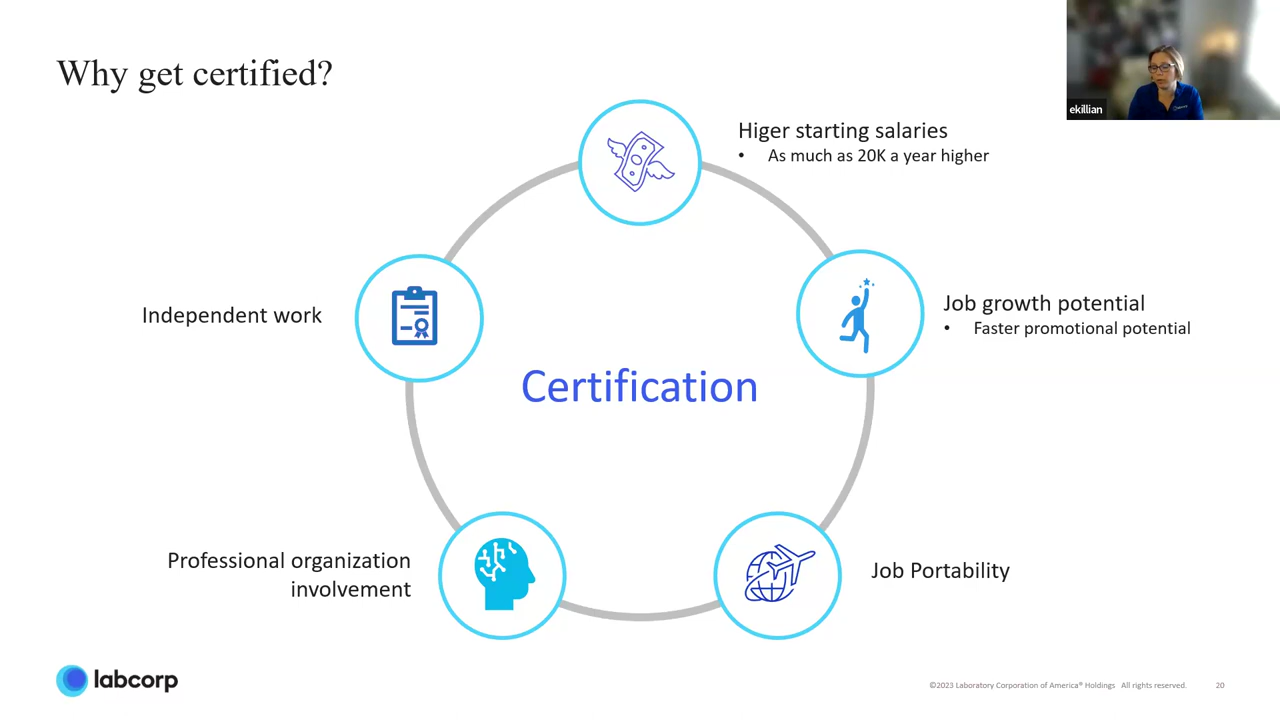 Why get certified?
ekillian
Higer starting salaries
• As much as 20K a year higher
Job growth potential
• Faster promotional potential
Independent work
Certification
Professional organization
involvement
Job Portability
labcorp
©2023 Laboratory Corporation of America® Holdings All rights reserved. 20